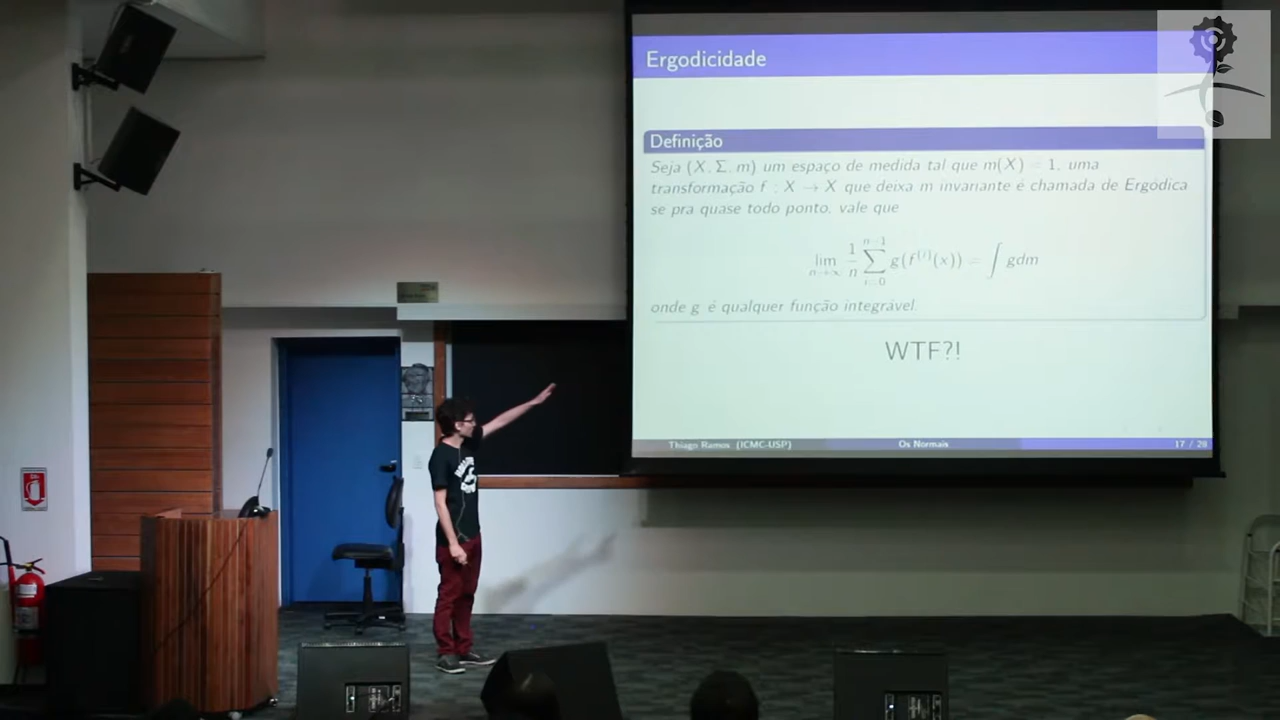 Ergodicidade
Definição
Seja (X, Σ, m) um espaço de medida tal que m(X) = 1, uma
transformação f : X → X que deixa m invariante é chamada de Ergódica
se pra quase todo ponto, vale que
lim n→∞ 1/n ∑ i=0 n−1 g(f^(i)(x)) = ∫ gdm
onde g é qualquer função integrável.
WTF?!
Thiago Ramos (ICMC-USP) Os Normais 17 / 28